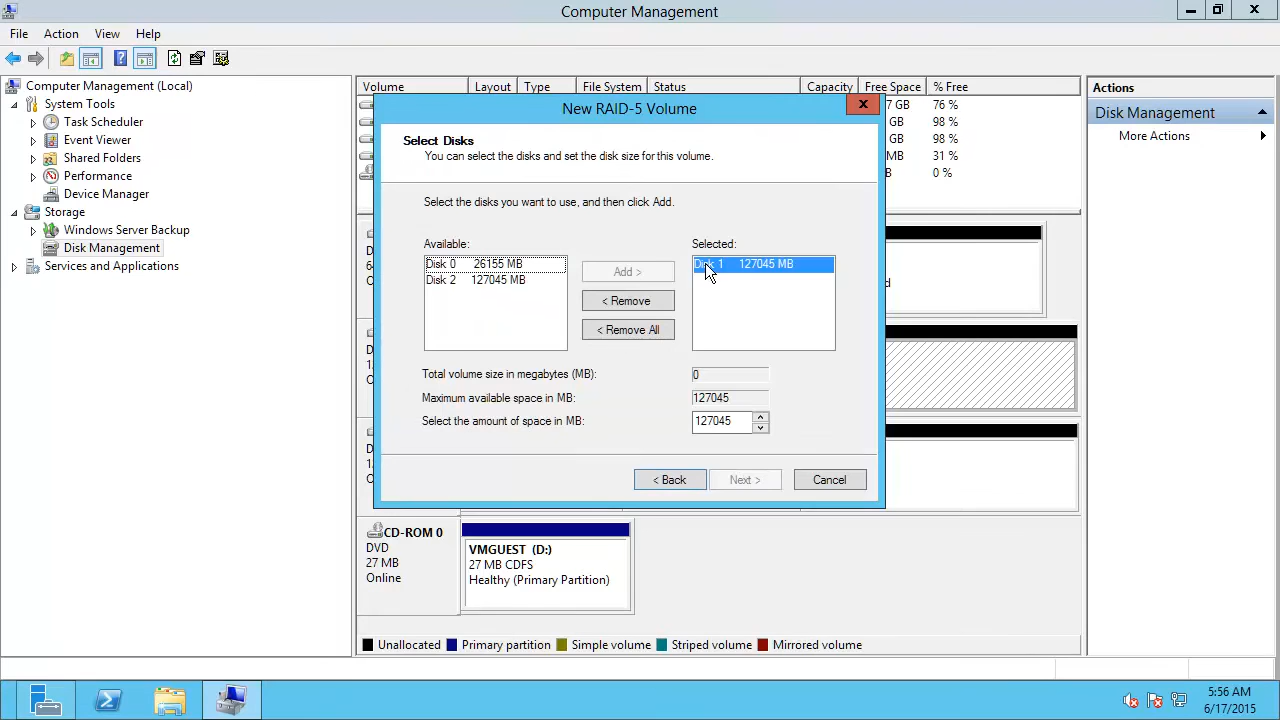 Computer Management
File Action View Help
Computer Management (Local)
System Tools
Task Scheduler
Event Viewer
Shared Folders
Performance
Device Manager
Storage
Windows Server Backup
Disk Management
Services and Applications
Volume Layout Type File System Status Capacity Free Space % Free
7 GB 76 %
GB 98 %
GB 98 %
MB 31 %
B 0 %
New RAID-5 Volume
Select Disks
You can select the disks and set the disk size for this volume.
Select the disks you want to use, and then click Add.
Available:
Disk 0 26155 MB
Disk 2 127045 MB
Add >
< Remove
< Remove All
Selected:
Disk 1 127045 MB
Total volume size in megabytes (MB): 0
Maximum available space in MB: 127045
Select the amount of space in MB: 127045
< Back Next > Cancel
CD-ROM 0
DVD
27 MB
Online
VMGUEST (D:)
27 MB CDFS
Healthy (Primary Partition)
Unallocated Primary partition Simple volume Striped volume Mirrored volume
Actions
Disk Management
More Actions
5:56 AM
6/17/2015